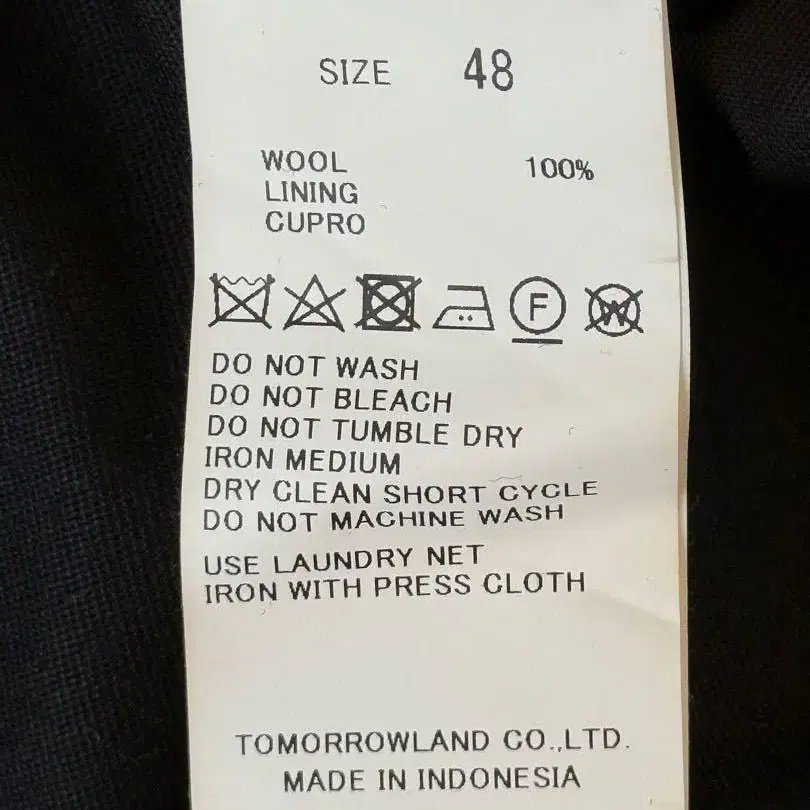 SIZE 48
WOOL 100%
LINING
CUPRO
F W
DO NOT WASH
DO NOT BLEACH
DO NOT TUMBLE DRY
IRON MEDIUM
DRY CLEAN SHORT CYCLE
DO NOT MACHINE WASH
USE LAUNDRY NET
IRON WITH PRESS CLOTH
TOMORROWLAND CO.,LTD.
MADE IN INDONESIA